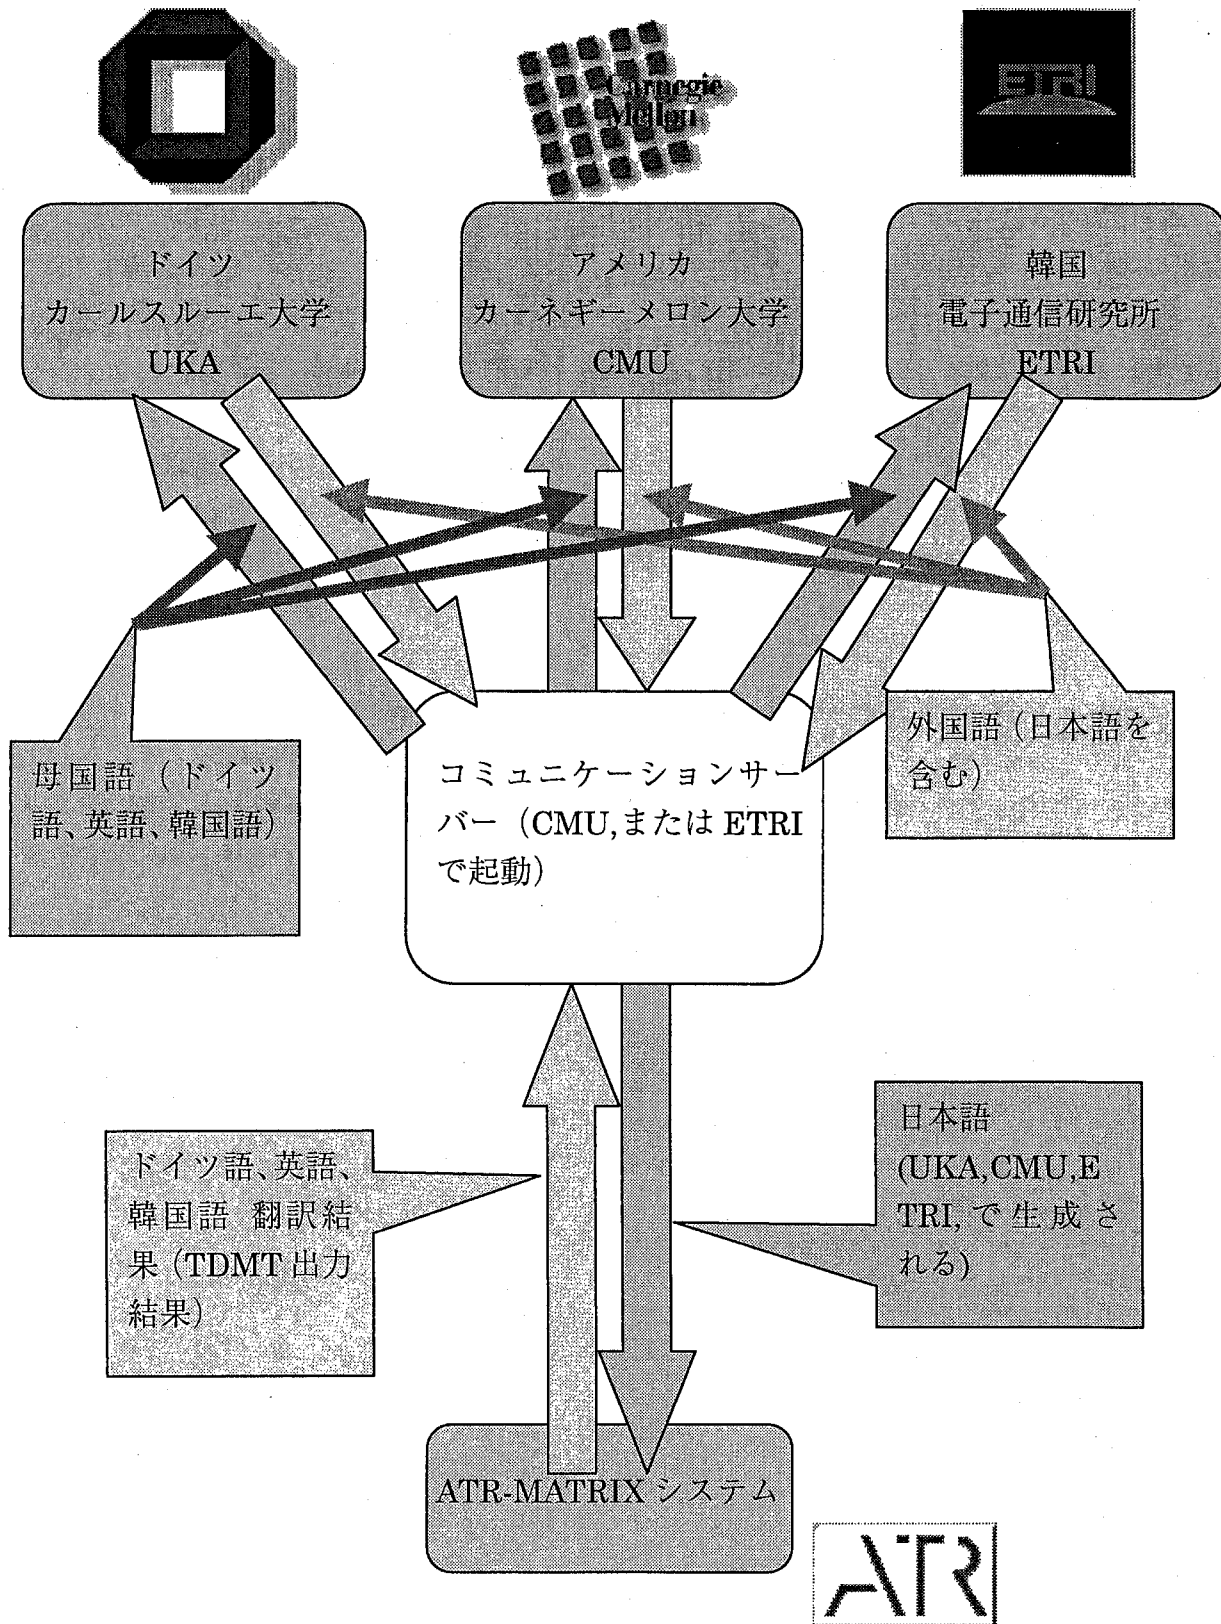 Carnegie
Mellon
ETRI
ドイツ
カールスルーエ大学
UKA
アメリカ
カーネギーメロン大学
CMU
韓国
電子通信研究所
ETRI
母国語（ドイツ
語、英語、韓国語）
コミュニケーションサー
バー（CMU,または ETRI
で起動）
外国語（日本語を
含む）
ドイツ語、英語、
韓国語 翻訳結
果（TDMT 出力
結果）
日本語
(UKA,CMU,E
TRI,で生成さ
れる)
ATR-MATRIX システム
ATR